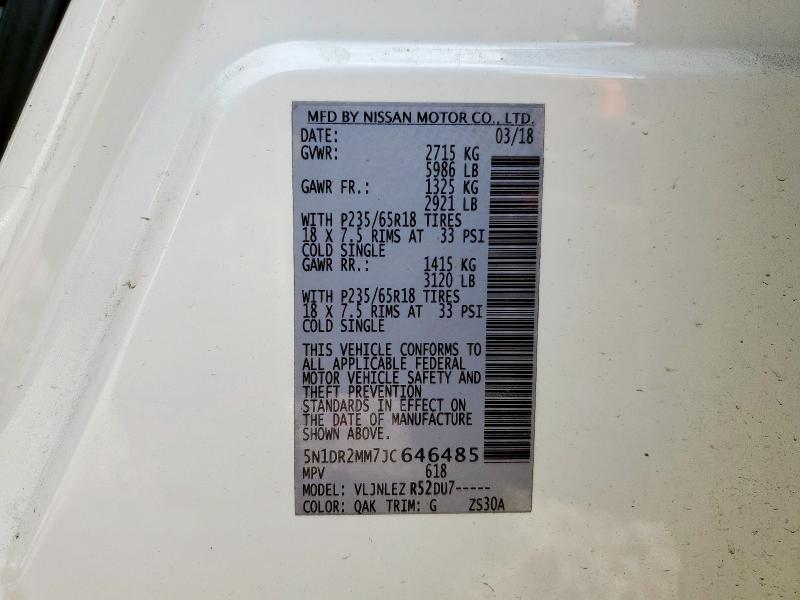 MFD BY NISSAN MOTOR CO., LTD.
DATE: 03/18
GVWR: 2715 KG
5986 LB
GAWR FR.: 1325 KG
2921 LB
WITH P235/65R18 TIRES
18 X 7.5 RIMS AT 33 PSI
COLD SINGLE
GAWR RR.: 1415 KG
3120 LB
WITH P235/65R18 TIRES
18 X 7.5 RIMS AT 33 PSI
COLD SINGLE
THIS VEHICLE CONFORMS TO
ALL APPLICABLE FEDERAL
MOTOR VEHICLE SAFETY AND
THEFT PREVENTION
STANDARDS IN EFFECT ON
THE DATE OF MANUFACTURE
SHOWN ABOVE.
5N1DR2MM7JC646485
MPV 618
MODEL: VLJNLEZ R52DU7-----
COLOR: QAK TRIM: G ZS30A